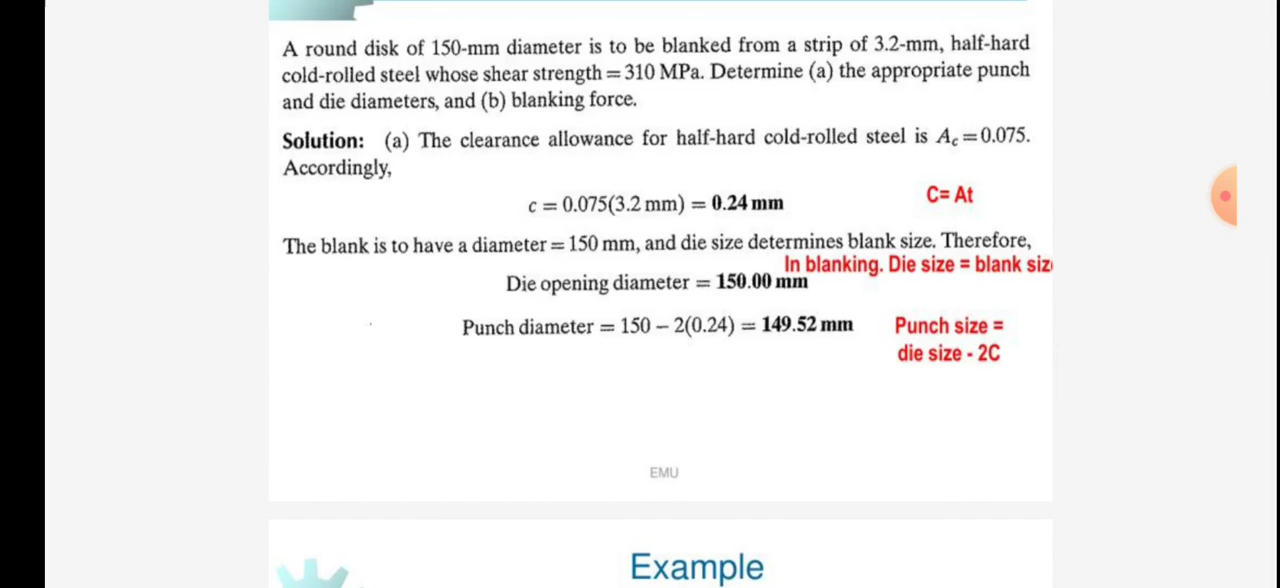 A round disk of 150-mm diameter is to be blanked from a strip of 3.2-mm, half-hard
cold-rolled steel whose shear strength = 310 MPa. Determine (a) the appropriate punch
and die diameters, and (b) blanking force.
Solution: (a) The clearance allowance for half-hard cold-rolled steel is A_c = 0.075.
Accordingly,
c = 0.075(3.2 mm) = 0.24 mm
C= At
The blank is to have a diameter = 150 mm, and die size determines blank size. Therefore,
In blanking. Die size = blank siz
Die opening diameter = 150.00 mm
Punch diameter = 150 – 2(0.24) = 149.52 mm
Punch size =
die size - 2C
EMU
Example